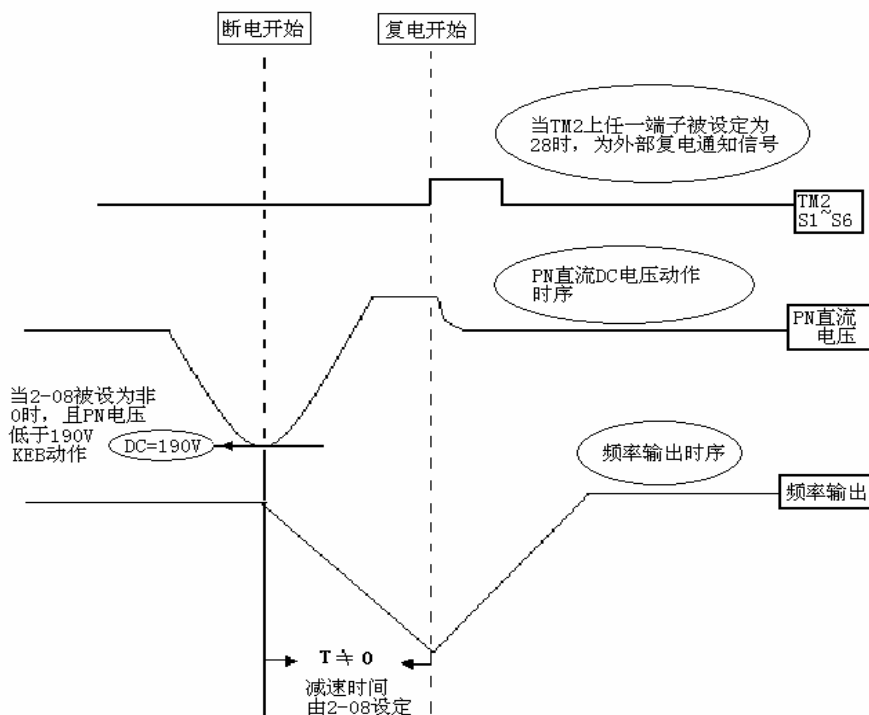 断电开始
复电开始
当TM2上任一端子被设定为
28时，为外部复电通知信号
TM2
S1~S6
PN直流DC电压动作
时序
PN直流
电压
当2-08被设为非
0时，且PN电压
低于190V
KEB动作
DC=190V
频率输出时序
频率输出
T≒0
减速时间
由2-08设定